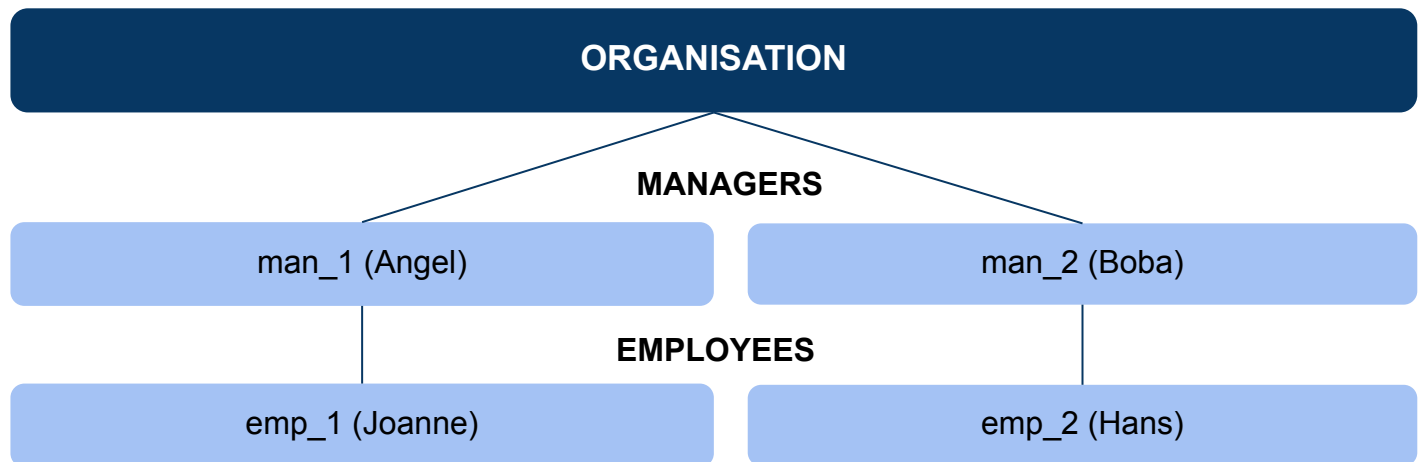 ORGANISATION
MANAGERS
man_1 (Angel)
man_2 (Boba)
EMPLOYEES
emp_1 (Joanne)
emp_2 (Hans)